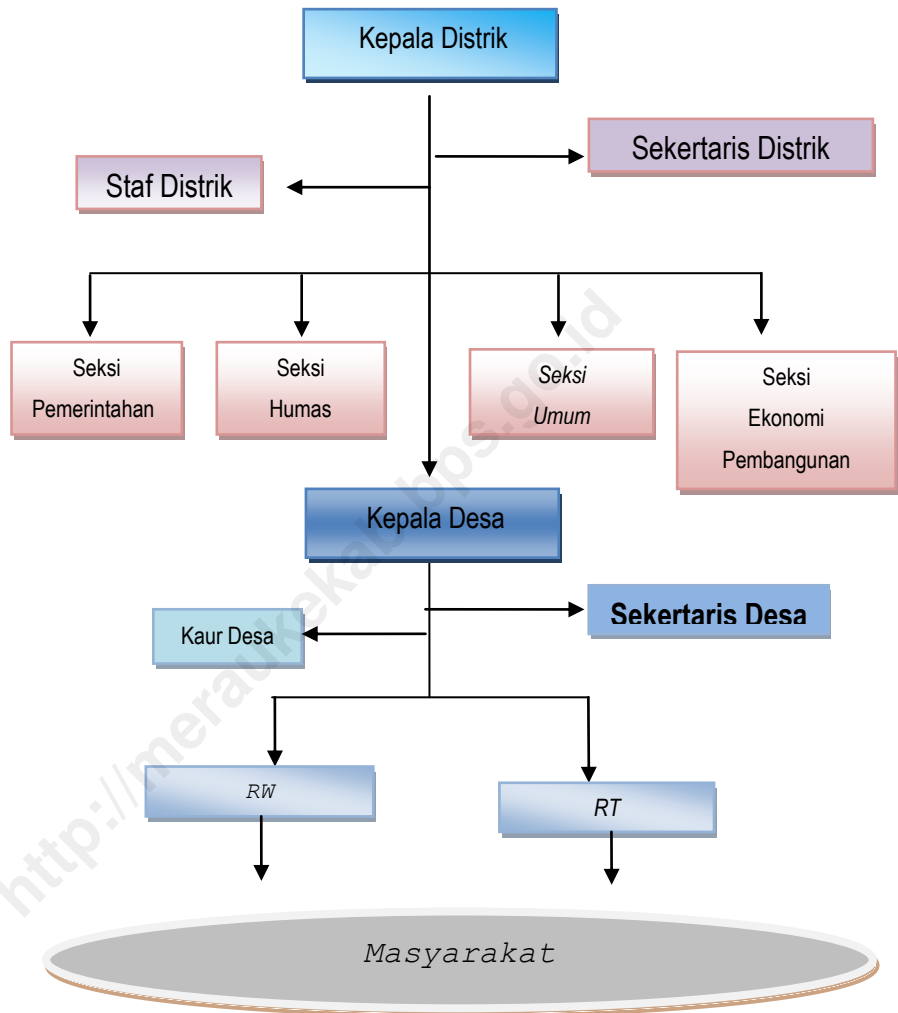 Kepala Distrik
Sekertaris Distrik
Staf Distrik
Seksi
Pemerintahan
Seksi
Humas
Seksi
Umum
Seksi
Ekonomi
Pembangunan
Kepala Desa
Sekertaris Desa
Kaur Desa
RW
RT
Masyarakat
http://meraukekab.bps.go.id